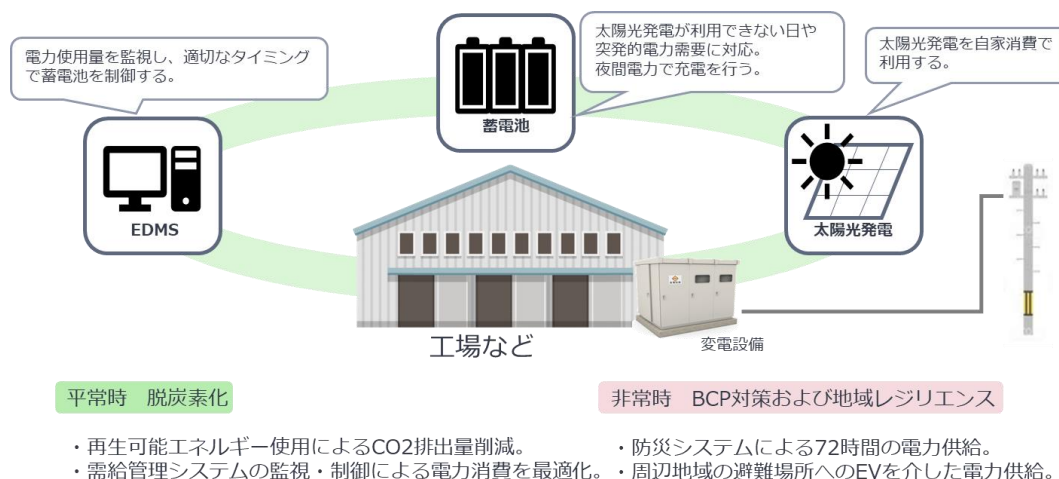 電力使用量を監視し、適切なタイミング
で蓄電池を制御する。
太陽光発電が利用できない日や
突発的電力需要に対応。
夜間電力で充電を行う。
太陽光発電を自家消費で
利用する。
蓄電池
EDMS
太陽光発電
工場など
変電設備
平常時 脱炭素化
・再生可能エネルギー使用によるCO2排出量削減。
・需給管理システムの監視・制御による電力消費を最適化。
非常時 BCP対策および地域レジリエンス
・防災システムによる72時間の電力供給。
・周辺地域の避難場所へのEVを介した電力供給。